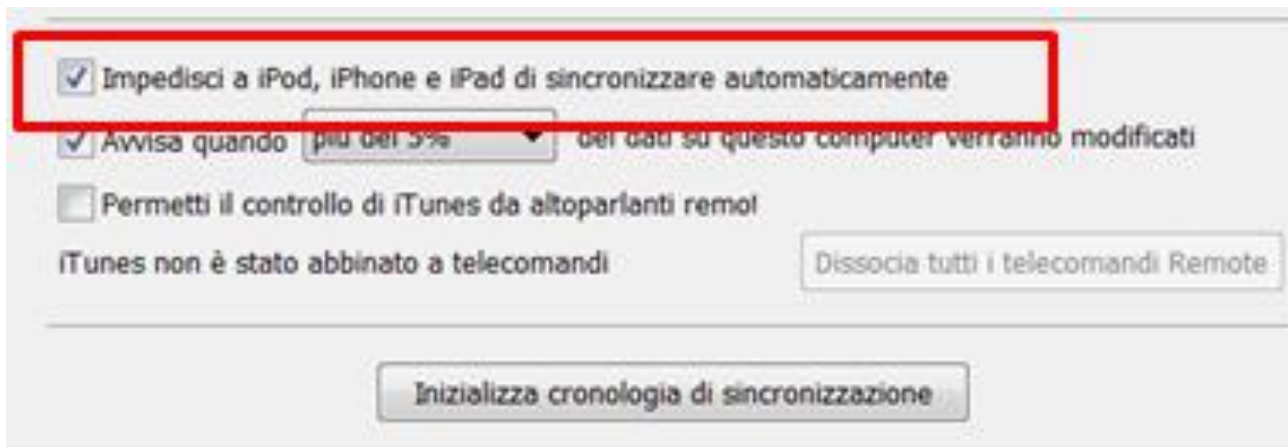 Impedisci a iPod, iPhone e iPad di sincronizzare automaticamente
Avvisa quando più del 5% dei dati su questo computer verranno modificati
Permetti il controllo di iTunes da altoparlanti remo
iTunes non è stato abbinato a telecomandi Dissocia tutti i telecomandi Remote
Inizializza cronologia di sincronizzazione